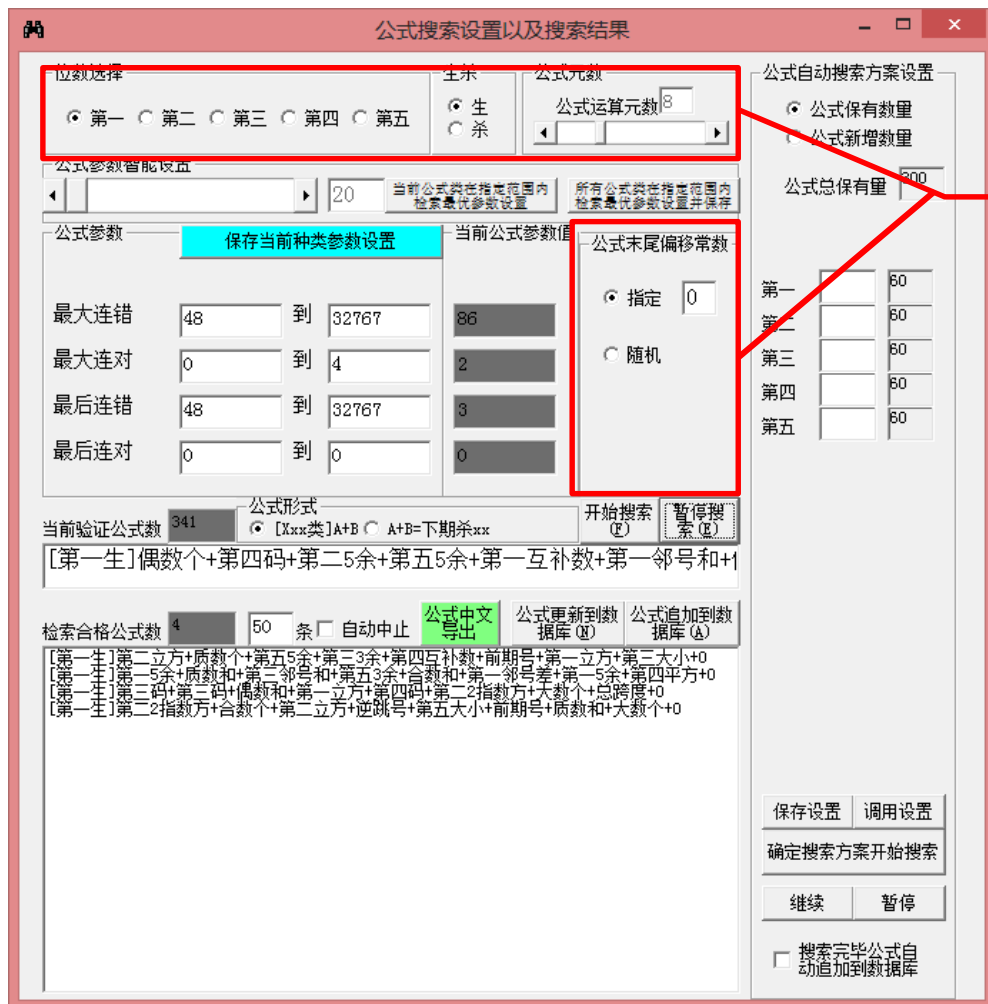 公式搜索设置以及搜索结果
位数选择
第一 第二 第三 第四 第五
生杀
生
杀
公式元数
公式运算元数 8
公式自动搜索方案设置
公式保有数量
公式新增数量
公式总保有量 300
公式参数智能设置
20
当前公式类在指定范围内
检索最优参数设置
所有公式类在指定范围内
检索最优参数设置并保存
公式参数
保存当前种类参数设置
当前公式参数值
公式末尾偏移常数
最大连错 48 到 32767 86
最大连对 0 到 4 2
最后连错 48 到 32767 3
最后连对 0 到 0 0
指定 0
随机
第一 60
第二 60
第三 60
第四 60
第五 60
当前验证公式数 341
公式形式
[Xxx类]A+B A+B=下期杀xx
开始搜索
(F)
暂停搜
索(E)
[第一生]偶数个+第四码+第二5余+第五5余+第一互补数+第一邻号和+
检索合格公式数 4
50 条 自动中止
公式中文
导出
公式更新到数
据库(N)
公式追加到数
据库(A)
[第一生]第二立方+质数个+第五5余+第三3余+第四互补数+前期号+第一立方+第三大小+0
[第一生]第一5余+质数和+第三邻号和+第五3余+合数和+第一邻号差+第一5余+第四平方+0
[第一生]第三码+第三码+偶数和+第一立方+第四码+第二2指数方+大数个+总跨度+0
[第一生]第二2指数方+合数个+第二立方+逆跳号+第五大小+前期号+质数和+大数个+0
保存设置 调用设置
确定搜索方案开始搜索
继续 暂停
搜索完毕公式自
动追加到数据库